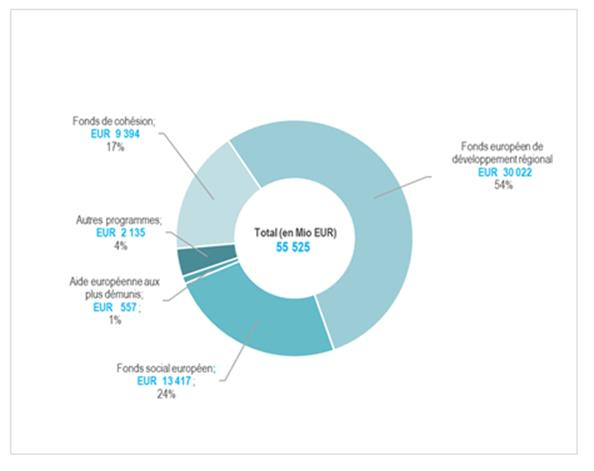 Fonds de cohésion;
EUR 9 394
17%
Fonds européen de
développement régional
EUR 30 022
54%
Autres programmes;
EUR 2 135
4%
Total (en Mio EUR)
55 525
Aide européenne aux
plus démunis;
EUR 557 ;
1%
Fonds social européen;
EUR 13 417 ;
24%